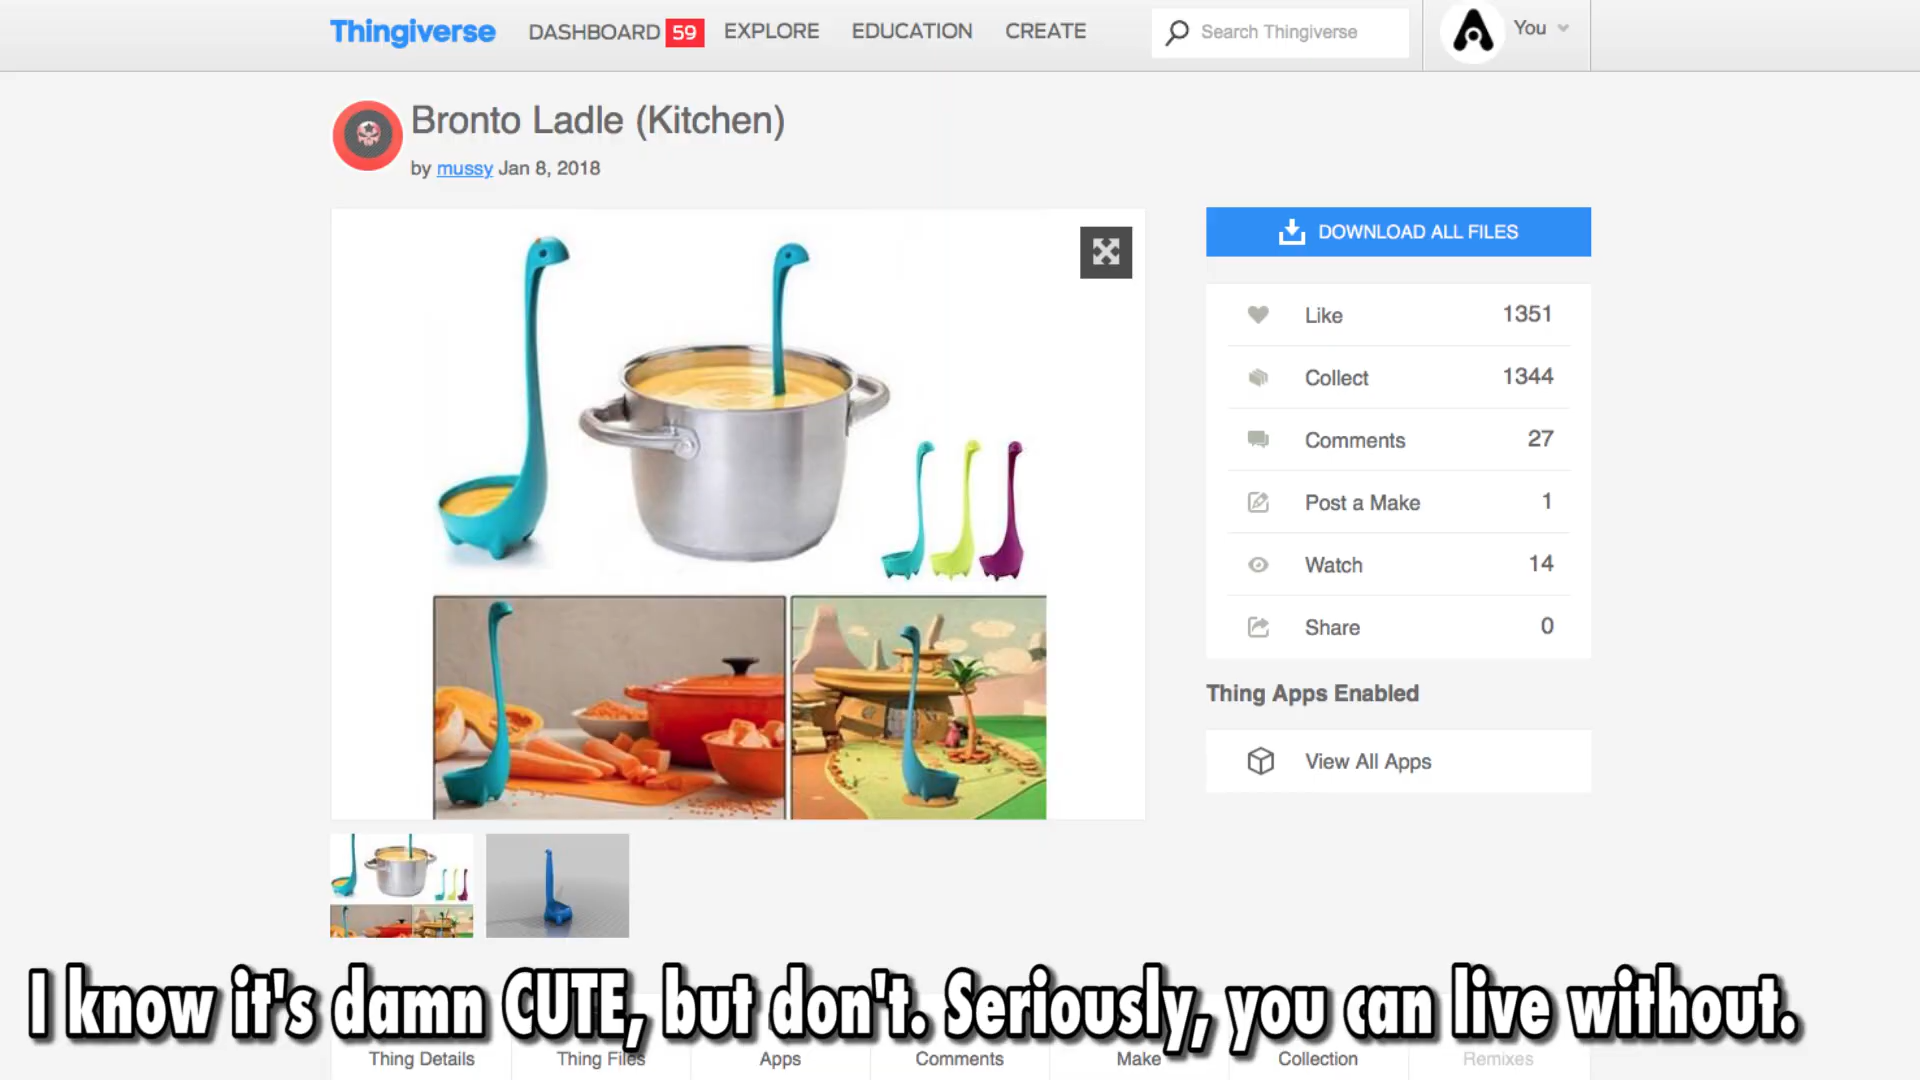 Thingiverse DASHBOARD 59 EXPLORE EDUCATION CREATE Search Thingiverse You
Bronto Ladle (Kitchen)
by mussy Jan 8, 2018
DOWNLOAD ALL FILES
Like 1351
Collect 1344
Comments 27
Post a Make 1
Watch 14
Share 0
Thing Apps Enabled
View All Apps
I know it's damn CUTE, but don't. Seriously, you can live without.
Thing Details Thing Files Apps Comments Make Collection Remixes